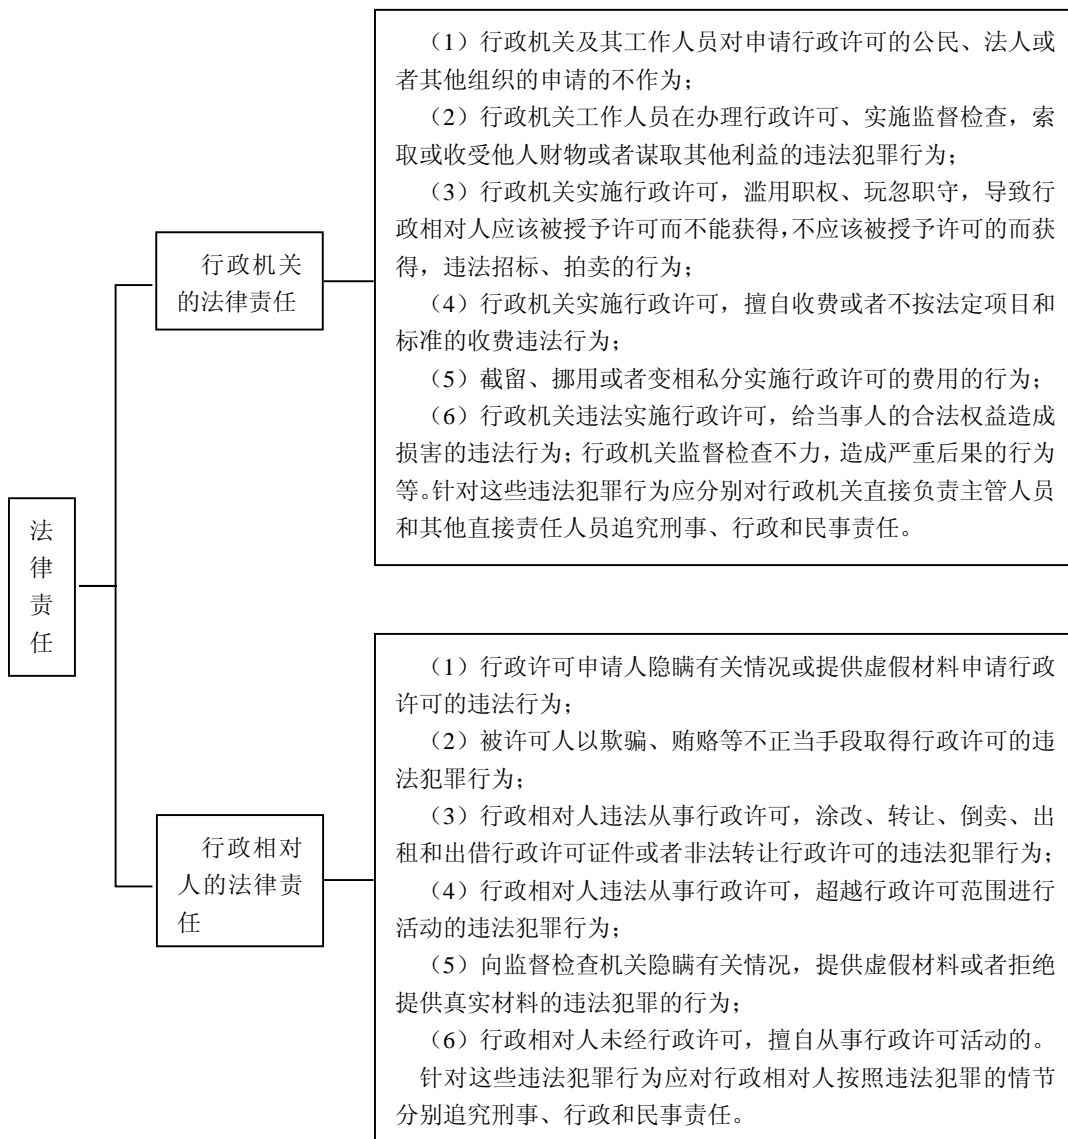 法
律
责
任
行政机关
的法律责任
（1）行政机关及其工作人员对申请行政许可的公民、法人或
者其他组织的申请的不作为；
（2）行政机关工作人员在办理行政许可、实施监督检查，索
取或收受他人财物或者谋取其他利益的违法犯罪行为；
（3）行政机关实施行政许可，滥用职权、玩忽职守，导致行
政相对人应该被授予许可而不能获得，不应该被授予许可的而获
得，违法招标、拍卖的行为；
（4）行政机关实施行政许可，擅自收费或者不按法定项目和
标准的收费违法行为；
（5）截留、挪用或者变相私分实施行政许可的费用的行为；
（6）行政机关违法实施行政许可，给当事人的合法权益造成
损害的违法行为；行政机关监督检查不力，造成严重后果的行为
等。针对这些违法犯罪行为应分别对行政机关直接负责主管人员
和其他直接责任人员追究刑事、行政和民事责任。
行政相对
人的法律责
任
（1）行政许可申请人隐瞒有关情况或提供虚假材料申请行政
许可的违法行为；
（2）被许可人以欺骗、贿赂等不正当手段取得行政许可的违
法犯罪行为；
（3）行政相对人违法从事行政许可，涂改、转让、倒卖、出
租和出借行政许可证件或者非法转让行政许可的违法犯罪行为；
（4）行政相对人违法从事行政许可，超越行政许可范围进行
活动的违法犯罪行为；
（5）向监督检查机关隐瞒有关情况，提供虚假材料或者拒绝
提供真实材料的违法犯罪的行为；
（6）行政相对人未经行政许可，擅自从事行政许可活动的。
针对这些违法犯罪行为应对行政相对人按照违法犯罪的情节
分别追究刑事、行政和民事责任。